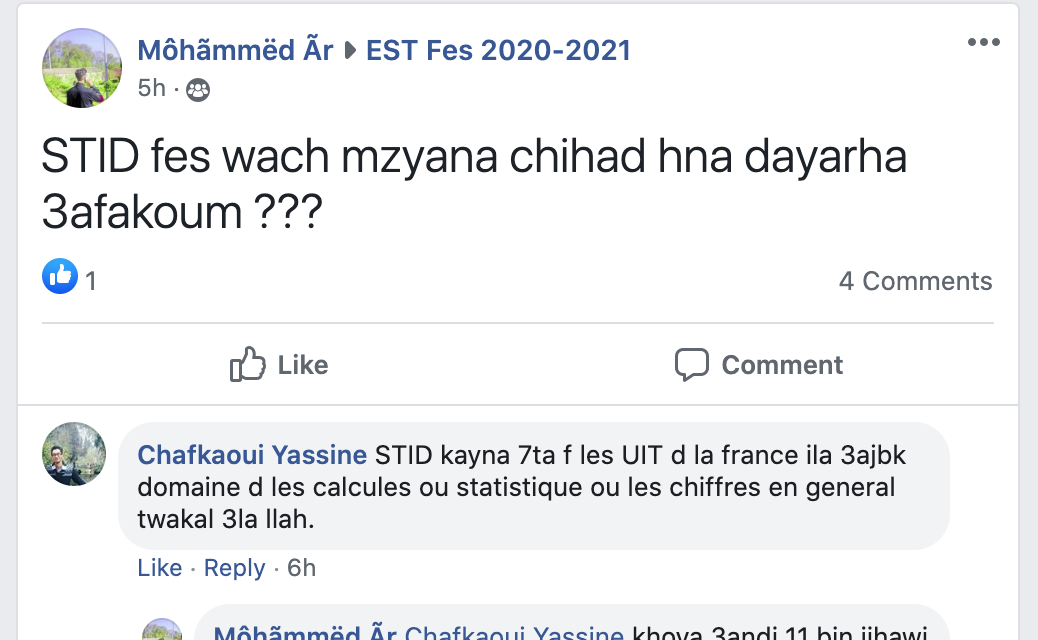 Môhãmmëd Ãr ▸ EST Fes 2020-2021
5h ·
STID fes wach mzyana chihad hna dayarha
3afakoum ???
1
4 Comments
Like
Comment
Chafkaoui Yassine STID kayna 7ta f les UIT d la france ila 3ajbk
domaine d les calcules ou statistique ou les chiffres en general
twakal 3la llah.
Like · Reply · 6h
Môhãmmëd Ãr Chafkaoui Yassine khoya 3andi 11 bin jihawi